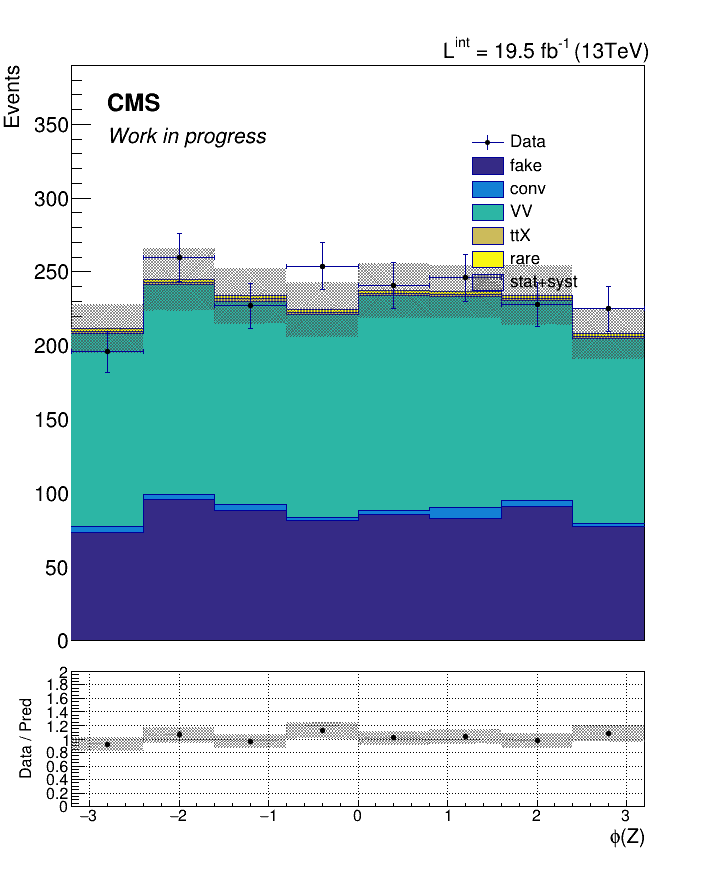 L^int = 19.5 fb^-1 (13TeV)
Events
CMS
Work in progress
Data
fake
conv
VV
ttX
rare
stat+syst
350
300
250
200
150
100
50
0
Data / Pred
2
1.8
1.6
1.4
1.2
1
0.8
0.6
0.4
0.2
0
−3 −2 −1 0 1 2 3
ϕ(Z)